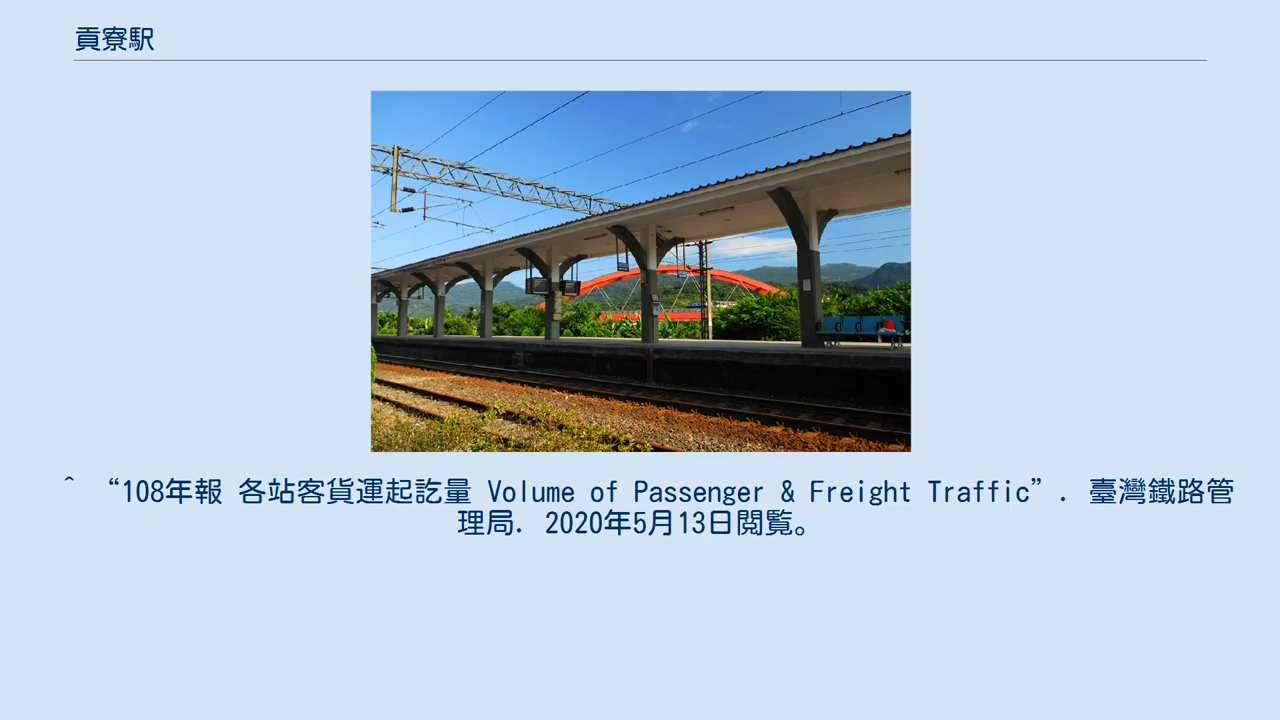 貢寮駅
^ “108年報 各站客貨運起訖量 Volume of Passenger & Freight Traffic”. 臺灣鐵路管
理局. 2020年5月13日閲覧。